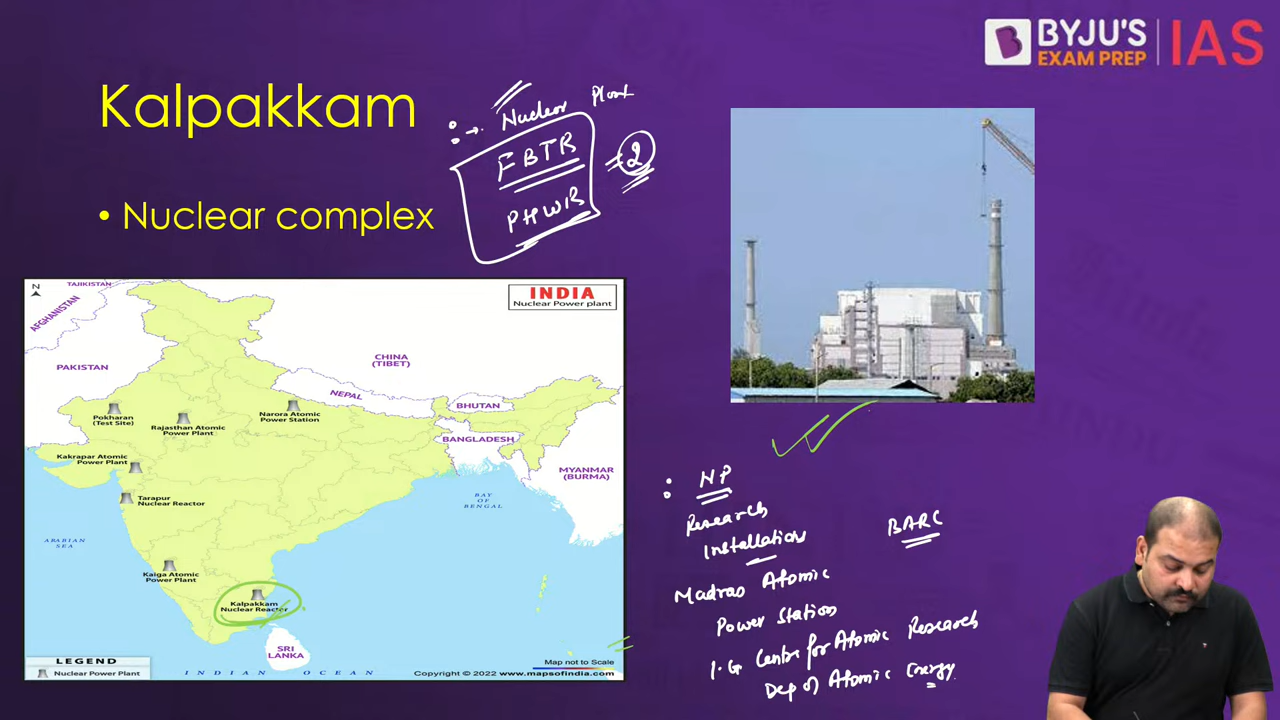 BYJU'S
EXAM PREP
IAS
Kalpakkam
• Nuclear complex
Nuclear Plant
FBTR
PHWR
2
INDIA
Nuclear Power plant
N
TAJIKISTAN
AFGHANISTAN
PAKISTAN
CHINA
(TIBET)
NEPAL
BHUTAN
BANGLADESH
MYANMAR
(BURMA)
Pokharan
(Test Site)
Rajasthan Atomic
Power Plant
Narora Atomic
Power Station
Kakrapar Atomic
Power Plant
Tarapur
Nuclear Reactor
BAY
OF
BENGAL
ARABIAN
SEA
Kaiga Atomic
Power Plant
Kalpakkam
Nuclear Reactor
SRI
LANKA
LEGEND
Nuclear Power Plant
INDIAN OCEAN
Map not to Scale
Copyright © 2022 www.mapsofindia.com
NP
Research
Installation
BARC
Madras Atomic
Power Station
I.G Centre for Atomic Research
Dep of Atomic Energy.